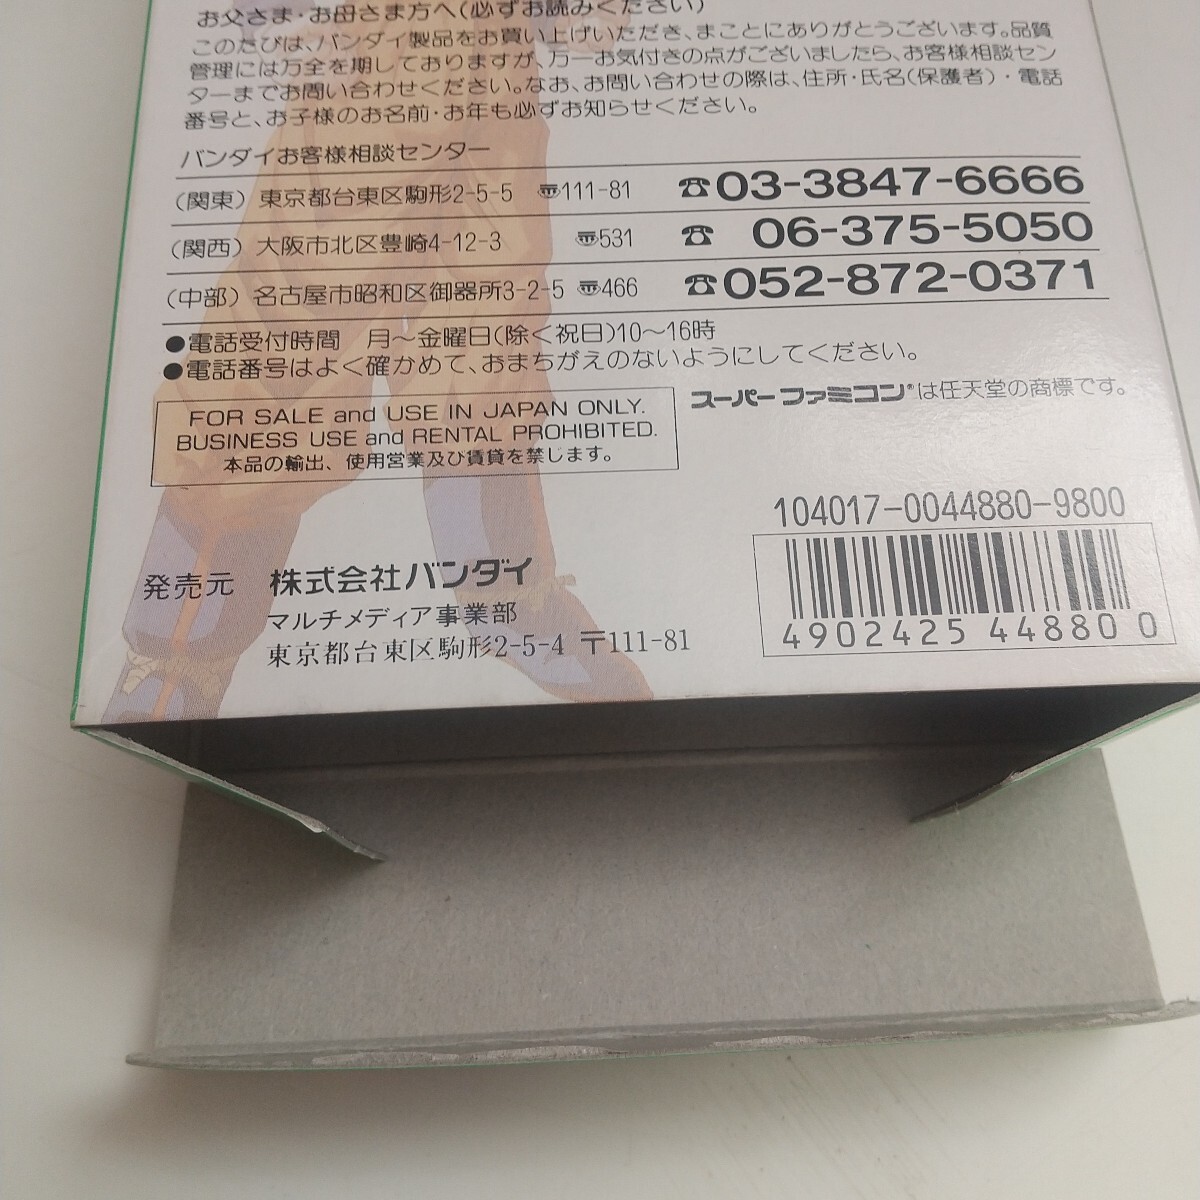 お父さま・お母さま方へ(必ずお読みください)
このたびは、バンダイ製品をお買い上げいただき、まことにありがとうございます。品質
管理には万全を期しておりますが、万一お気付きの点がございましたら、お客様相談セン
ターまでお問い合わせください。なお、お問い合わせの際は、住所・氏名(保護者)・電話
番号と、お子様のお名前・お年も必ずお知らせください。
バンダイお客様相談センター
(関東) 東京都台東区駒形2-5-5 〠111-81 ☎03-3847-6666
(関西) 大阪市北区豊崎4-12-3 〠531 ☎ 06-375-5050
(中部) 名古屋市昭和区御器所3-2-5 〠466 ☎052-872-0371
●電話受付時間 月～金曜日(除く祝日)10～16時
●電話番号はよく確かめて、おまちがえのないようにしてください。
FOR SALE and USE IN JAPAN ONLY.
BUSINESS USE and RENTAL PROHIBITED.
本品の輸出、使用営業及び賃貸を禁じます。
スーパーファミコン®は任天堂の商標です。
104017-0044880-9800
4902425448800
発売元 株式会社バンダイ
マルチメディア事業部
東京都台東区駒形2-5-4 〒111-81